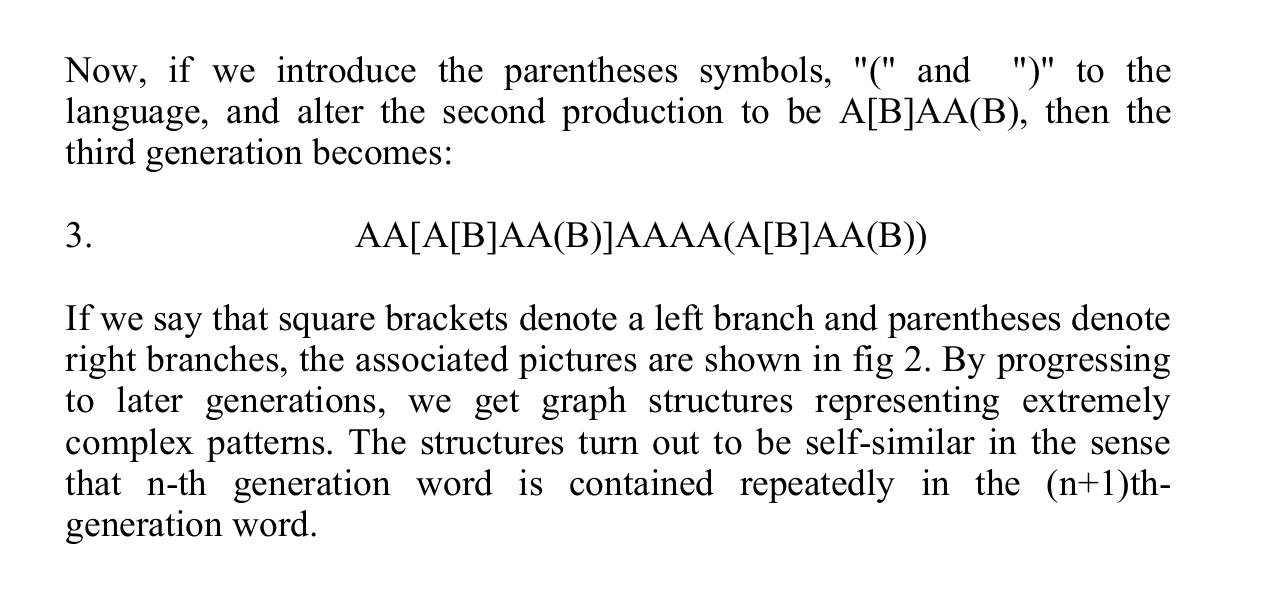 Now, if we introduce the parentheses symbols, "(" and ")" to the
language, and alter the second production to be A[B]AA(B), then the
third generation becomes:
3. AA[A[B]AA(B)]AAAA(A[B]AA(B))
If we say that square brackets denote a left branch and parentheses denote
right branches, the associated pictures are shown in fig 2. By progressing
to later generations, we get graph structures representing extremely
complex patterns. The structures turn out to be self-similar in the sense
that n-th generation word is contained repeatedly in the (n+1)th-
generation word.